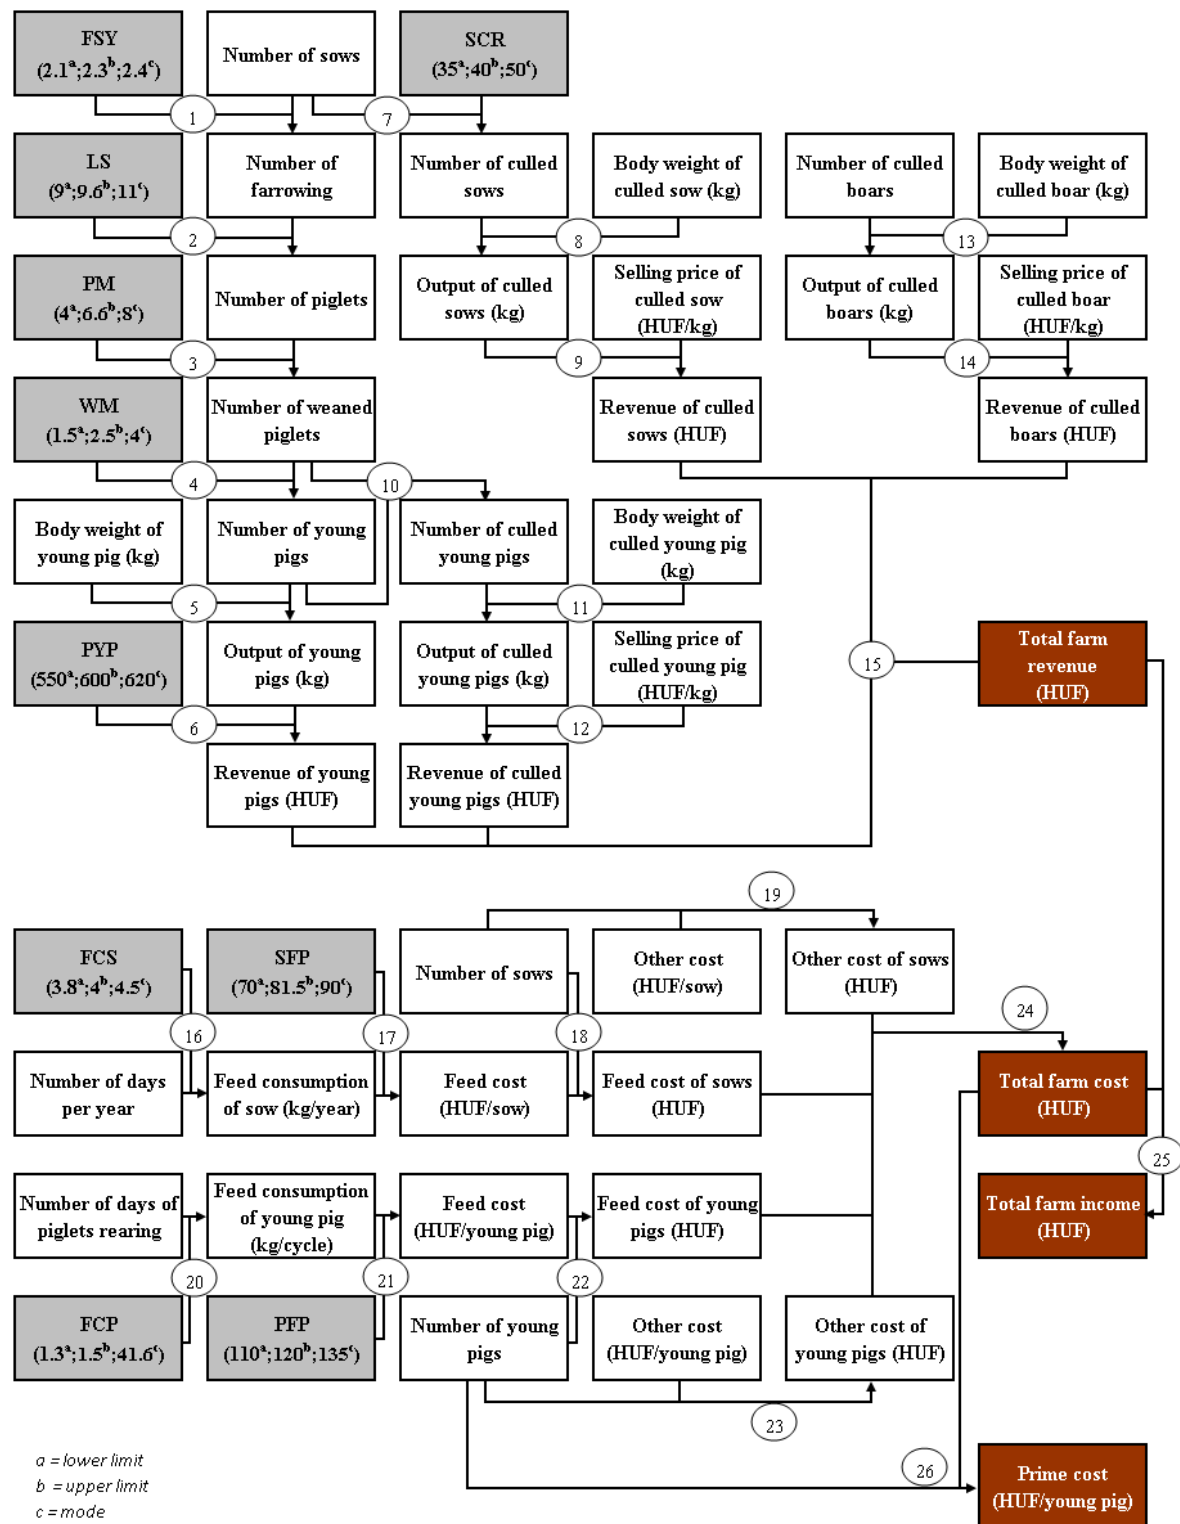 FSY
(2.1ª;2.3ᵇ;2.4ᶜ)
Number of sows
SCR
(35ª;40ᵇ;50ᶜ)
1
7
LS
(9ª;9.6ᵇ;11ᶜ)
Number of
farrowing
Number of culled
sows
Body weight of
culled sow (kg)
Number of culled
boars
Body weight of
culled boar (kg)
2
8
13
PM
(4ª;6.6ᵇ;8ᶜ)
Number of piglets
Output of culled
sows (kg)
Selling price of
culled sow
(HUF/kg)
Output of culled
boars (kg)
Selling price of
culled boar
(HUF/kg)
3
9
14
WM
(1.5ª;2.5ᵇ;4ᶜ)
Number of weaned
piglets
Revenue of culled
sows (HUF)
Revenue of culled
boars (HUF)
4
10
Body weight of
young pig (kg)
Number of young
pigs
Number of culled
young pigs
Body weight of
culled young pig
(kg)
5
11
PYP
(550ª;600ᵇ;620ᶜ)
Output of young
pigs (kg)
Output of culled
young pigs (kg)
Selling price of
culled young pig
(HUF/kg)
15
Total farm
revenue
(HUF)
6
12
Revenue of young
pigs (HUF)
Revenue of culled
young pigs (HUF)
19
FCS
(3.8ª;4ᵇ;4.5ᶜ)
SFP
(70ª;81.5ᵇ;90ᶜ)
Number of sows
Other cost
(HUF/sow)
Other cost of sows
(HUF)
16
17
18
24
Number of days
per year
Feed consumption
of sow (kg/year)
Feed cost
(HUF/sow)
Feed cost of sows
(HUF)
Total farm cost
(HUF)
25
Number of days of
piglets rearing
Feed consumption
of young pig
(kg/cycle)
Feed cost
(HUF/young pig)
Feed cost of young
pigs (HUF)
Total farm income
(HUF)
20
21
22
FCP
(1.3ª;1.5ᵇ;41.6ᶜ)
PFP
(110ª;120ᵇ;135ᶜ)
Number of young
pigs
Other cost
(HUF/young pig)
Other cost of
young pigs (HUF)
23
26
Prime cost
(HUF/young pig)
a = lower limit
b = upper limit
c = mode